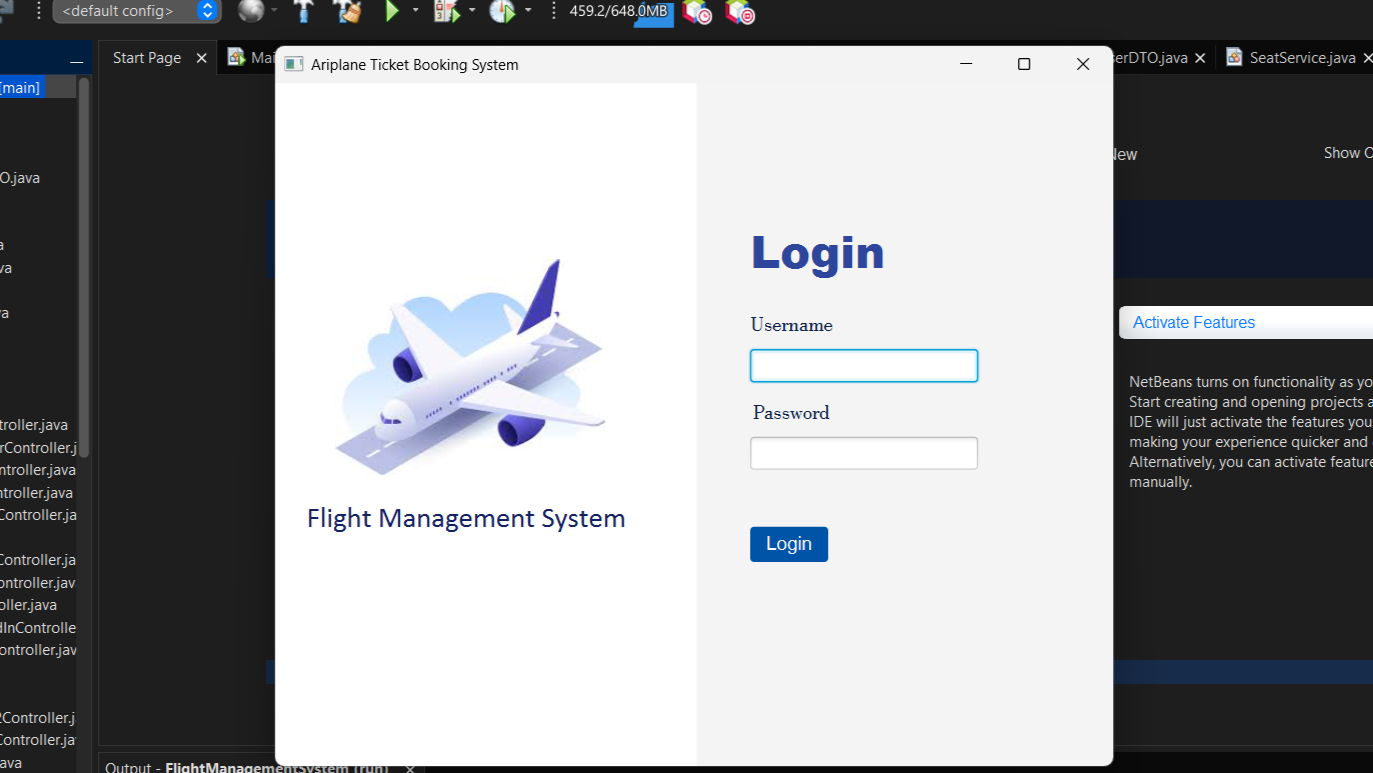 <default config>
459.2/648.0MB
Start Page
[main]
O.java
a
va
va
troller.java
rController.j
ntroller.java
ntroller.java
Controller.ja
Controller.ja
ontroller.jav
oller.java
dInControlle
ontroller.jav
2Controller.j
Controller.ja
ava
Ariplane Ticket Booking System
Flight Management System
Login
Username
Password
Login
serDTO.java
SeatService.java
New
Show O
Activate Features
NetBeans turns on functionality as yo
Start creating and opening projects a
IDE will just activate the features you
making your experience quicker and
Alternatively, you can activate feature
manually.
Output - FlightManagementSystem (run)